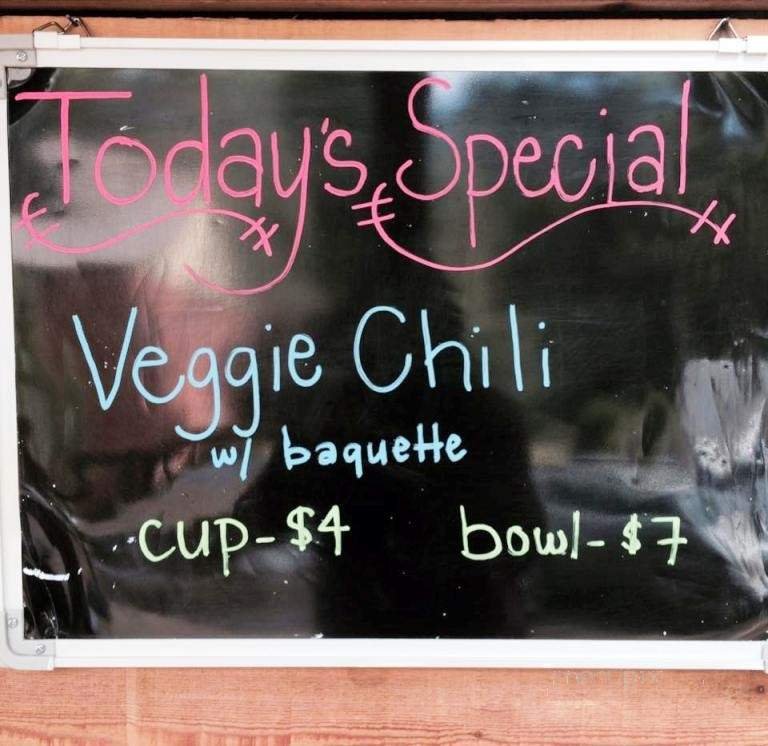 Today's Special
Veggie Chili
w/ baquette
cup-$4 bowl-$7